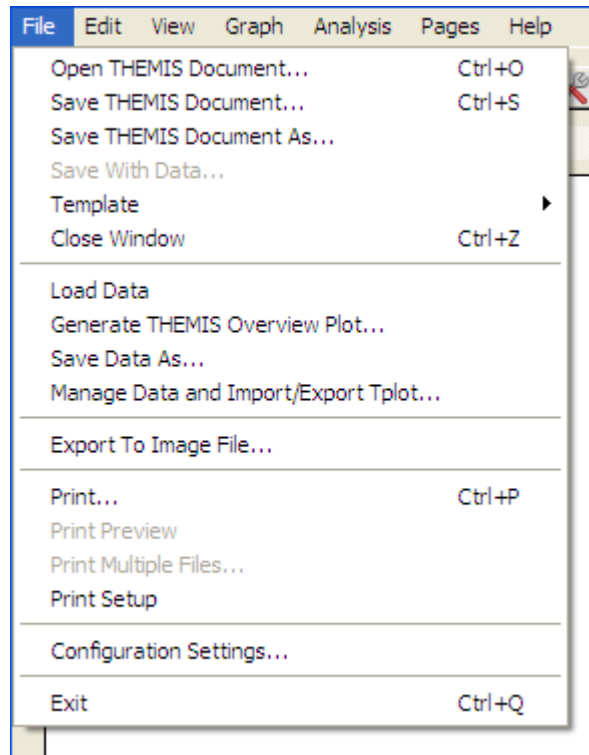 File Edit View Graph Analysis Pages Help
Open THEMIS Document... Ctrl+O
Save THEMIS Document... Ctrl+S
Save THEMIS Document As...
Save With Data...
Template
Close Window Ctrl+Z
Load Data
Generate THEMIS Overview Plot...
Save Data As...
Manage Data and Import/Export Tplot...
Export To Image File...
Print... Ctrl+P
Print Preview
Print Multiple Files...
Print Setup
Configuration Settings...
Exit Ctrl+Q